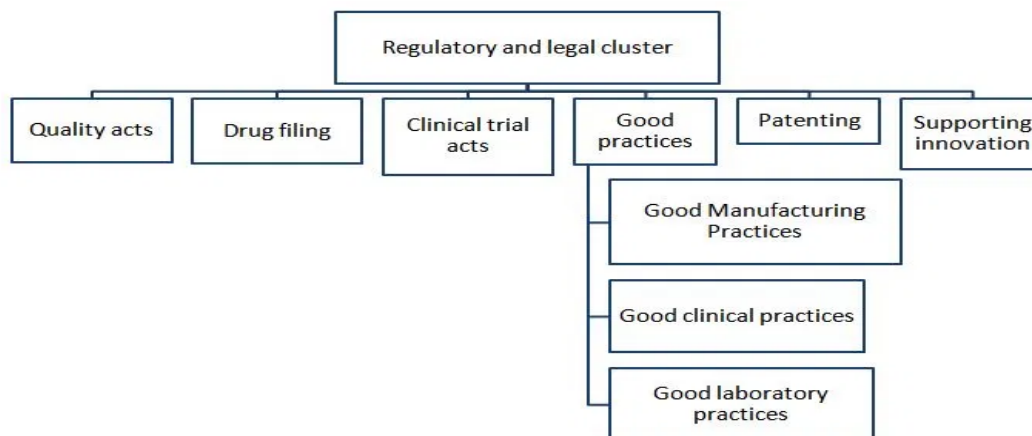 Regulatory and legal cluster
Quality acts
Drug filing
Clinical trial
acts
Good
practices
Patenting
Supporting
innovation
Good Manufacturing
Practices
Good clinical practices
Good laboratory
practices